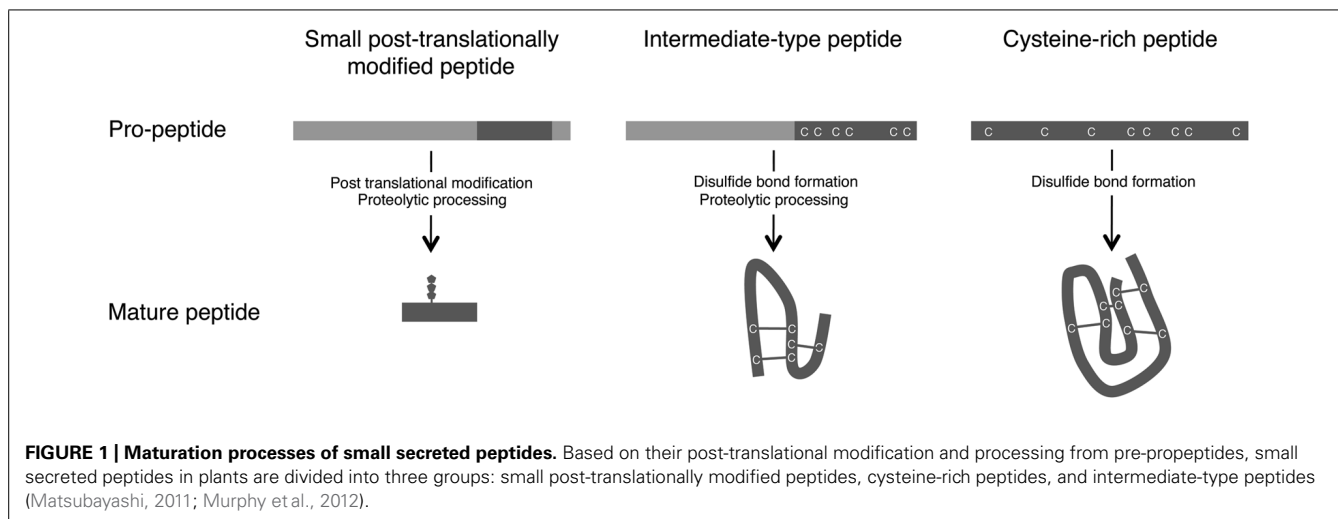 Small post-translationally
modified peptide
Intermediate-type peptide
Cysteine-rich peptide
Pro-peptide
C C C C C C
C C C C C C C C
Post translational modification
Proteolytic processing
Disulfide bond formation
Proteolytic processing
Disulfide bond formation
Mature peptide
C C C C C C
C C C C C C C C
FIGURE 1 | Maturation processes of small secreted peptides. Based on their post-translational modification and processing from pre-propeptides, small
secreted peptides in plants are divided into three groups: small post-translationally modified peptides, cysteine-rich peptides, and intermediate-type peptides
(Matsubayashi, 2011; Murphy et al., 2012).